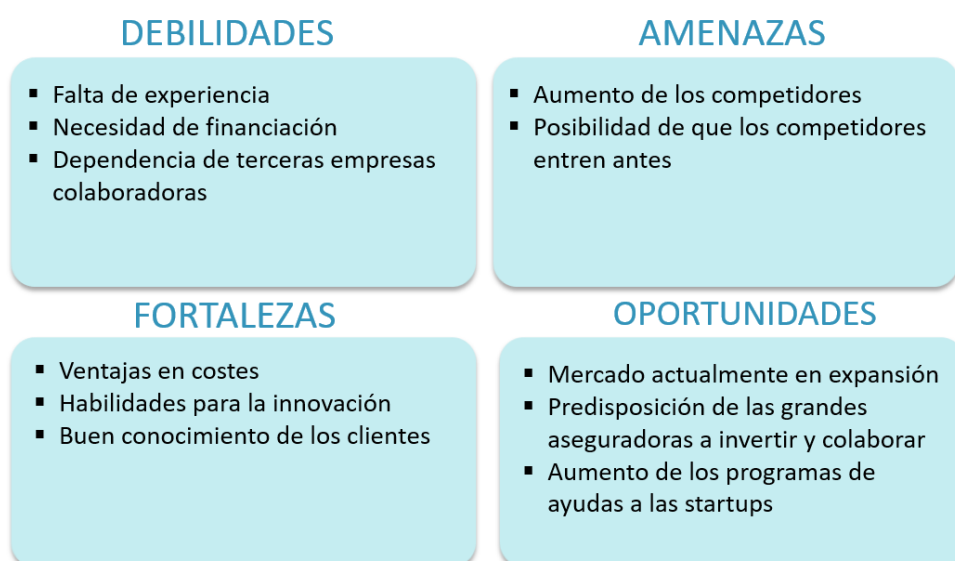 DEBILIDADES
▪ Falta de experiencia
▪ Necesidad de financiación
▪ Dependencia de terceras empresas
colaboradoras
AMENAZAS
▪ Aumento de los competidores
▪ Posibilidad de que los competidores
entren antes
FORTALEZAS
▪ Ventajas en costes
▪ Habilidades para la innovación
▪ Buen conocimiento de los clientes
OPORTUNIDADES
▪ Mercado actualmente en expansión
▪ Predisposición de las grandes
aseguradoras a invertir y colaborar
▪ Aumento de los programas de
ayudas a las startups